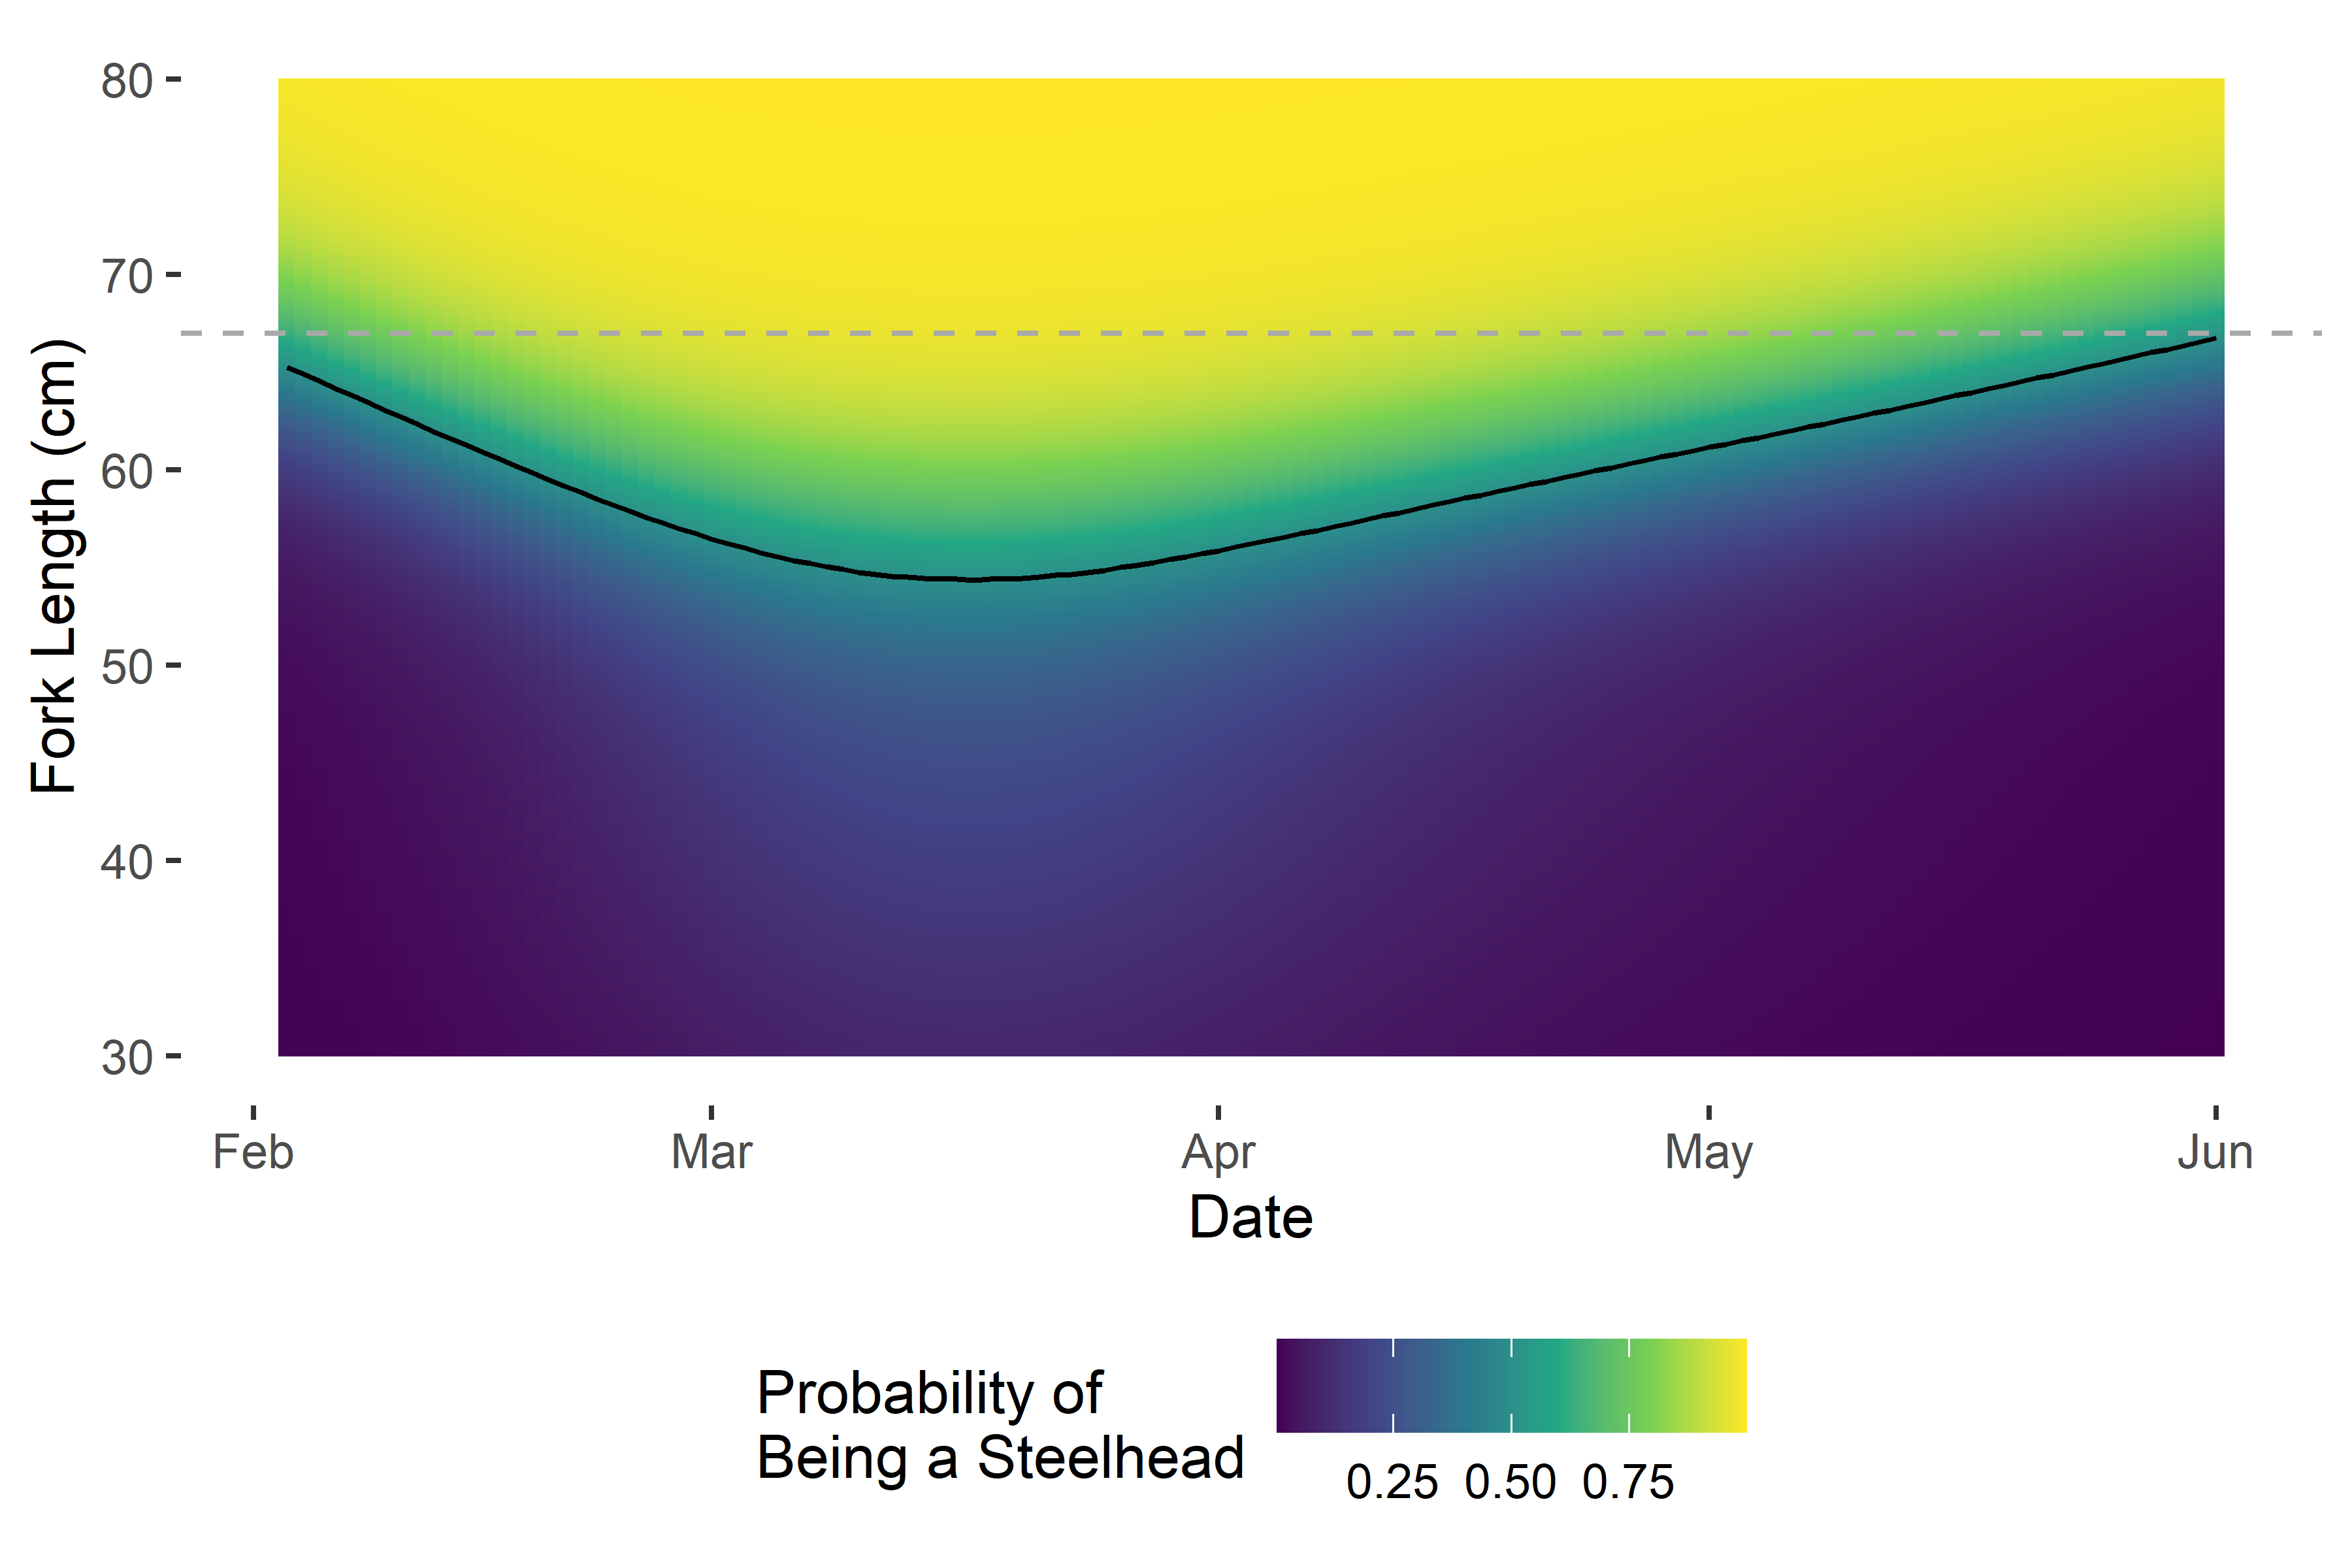 80
70
60
50
40
30
Fork Length (cm)
Feb Mar Apr May Jun
Date
Probability of
Being a Steelhead
0.25 0.50 0.75